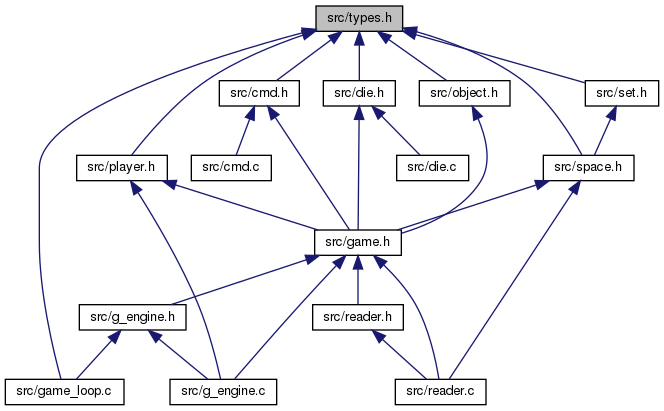 src/types.h
src/cmd.h
src/die.h
src/object.h
src/set.h
src/player.h
src/cmd.c
src/die.c
src/space.h
src/game.h
src/g_engine.h
src/reader.h
src/game_loop.c
src/g_engine.c
src/reader.c